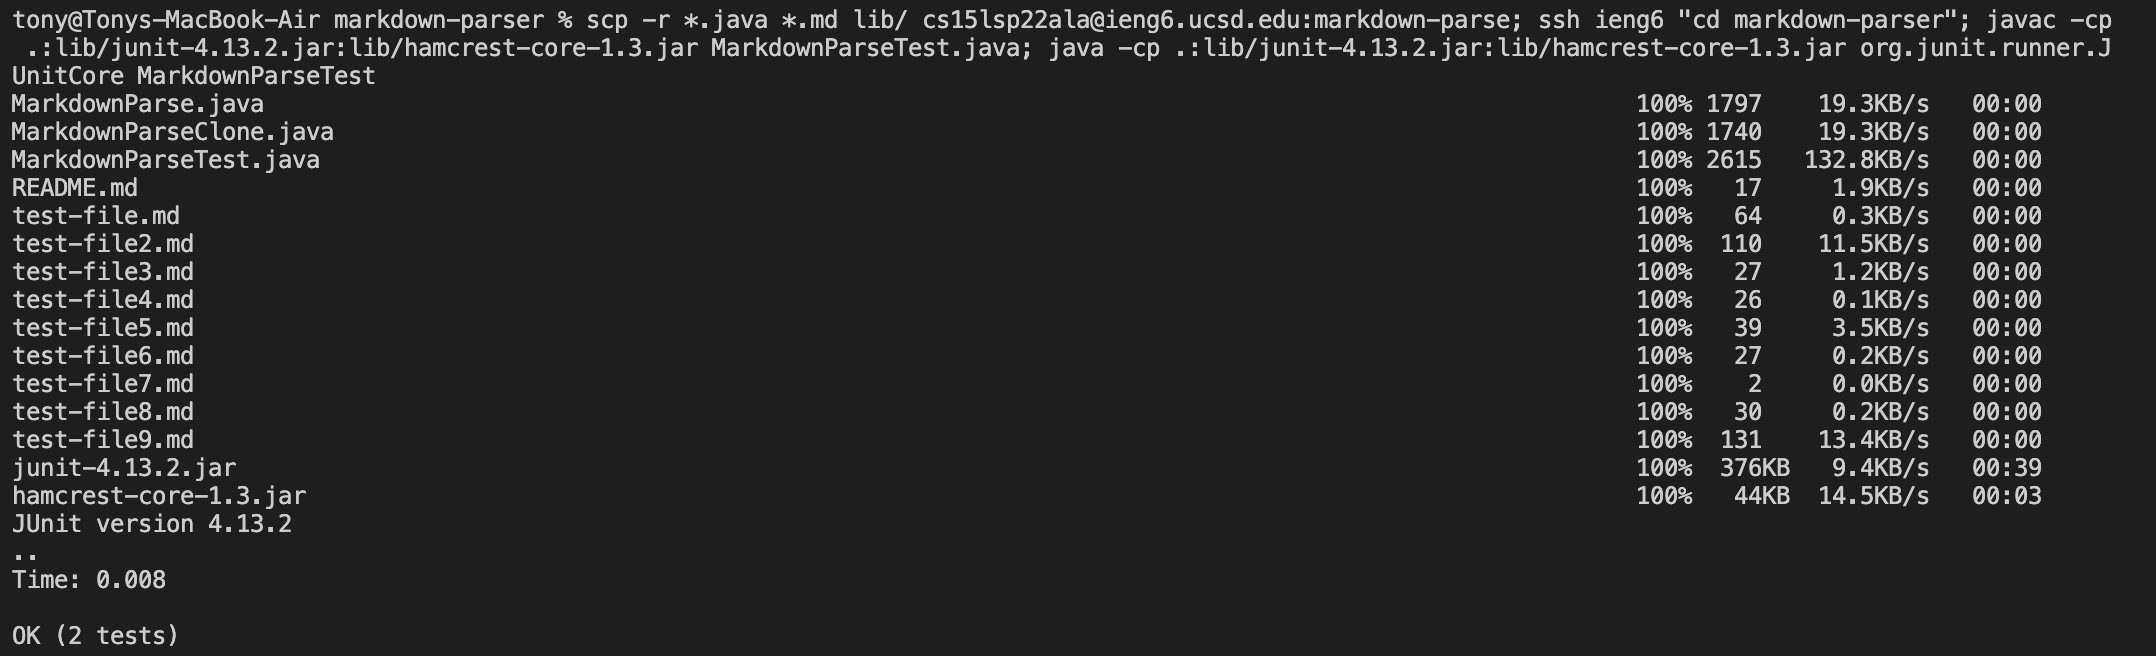 tony@Tonys-MacBook-Air markdown-parser % scp -r *.java *.md lib/ cs15lsp22ala@ieng6.ucsd.edu:markdown-parse; ssh ieng6 "cd markdown-parser"; javac -cp
.:lib/junit-4.13.2.jar:lib/hamcrest-core-1.3.jar MarkdownParseTest.java; java -cp .:lib/junit-4.13.2.jar:lib/hamcrest-core-1.3.jar org.junit.runner.J
UnitCore MarkdownParseTest
MarkdownParse.java 100% 1797 19.3KB/s 00:00
MarkdownParseClone.java 100% 1740 19.3KB/s 00:00
MarkdownParseTest.java 100% 2615 132.8KB/s 00:00
README.md 100% 17 1.9KB/s 00:00
test-file.md 100% 64 0.3KB/s 00:00
test-file2.md 100% 110 11.5KB/s 00:00
test-file3.md 100% 27 1.2KB/s 00:00
test-file4.md 100% 26 0.1KB/s 00:00
test-file5.md 100% 39 3.5KB/s 00:00
test-file6.md 100% 27 0.2KB/s 00:00
test-file7.md 100% 2 0.0KB/s 00:00
test-file8.md 100% 30 0.2KB/s 00:00
test-file9.md 100% 131 13.4KB/s 00:00
junit-4.13.2.jar 100% 376KB 9.4KB/s 00:39
hamcrest-core-1.3.jar 100% 44KB 14.5KB/s 00:03
JUnit version 4.13.2
..
Time: 0.008
OK (2 tests)